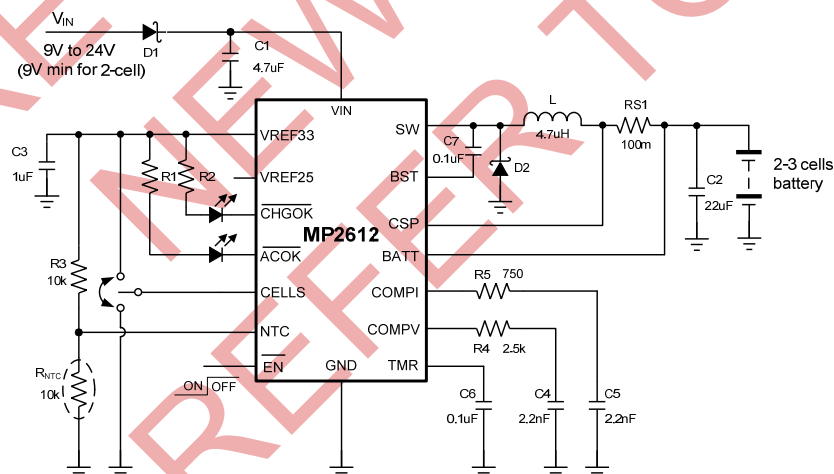 VIN
9V to 24V
(9V min for 2-cell)
D1
C1
4.7uF
VIN
VREF33
SW
L
4.7uH
RS1
100m
C3
1uF
R1
R2
VREF25
C7
0.1uF
BST
D2
2-3 cells
battery
C2
22uF
CHGOK
CSP
MP2612
ACOK
BATT
R3
10k
CELLS
COMPI
R5
750
NTC
COMPV
R4
2.5k
RNTC
10k
EN
ON
OFF
GND
TMR
C6
0.1uF
C4
2.2nF
C5
2.2nF
NEW
REFER TO